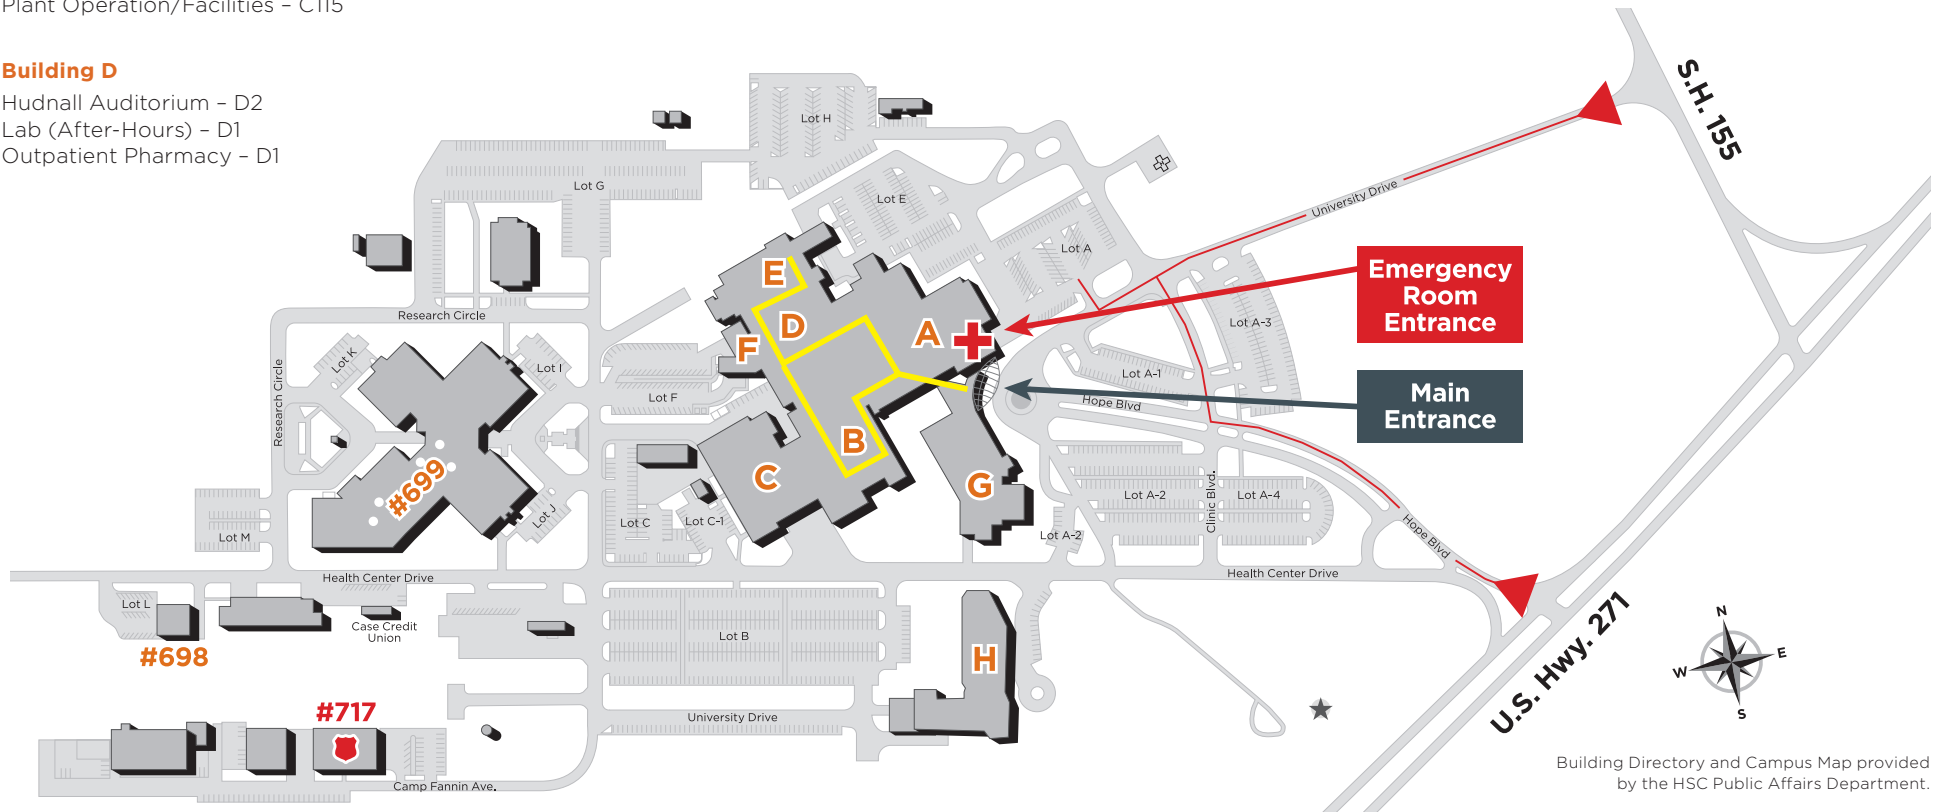 Plant Operation/Facilities – C115
Building D
Hudnall Auditorium – D2
Lab (After-Hours) – D1
Outpatient Pharmacy – D1
S.H. 155
Lot H
Lot G
Lot E
University Drive
Lot A
Emergency
Room
Entrance
E
Research Circle
D
A
F
Lot A-3
Lot K
Lot I
Research Circle
Lot F
Lot A-1
Hope Blvd
Main
Entrance
B
C
G
#699
Lot J
Lot C
Lot C-1
Lot A-2
Clinic Blvd.
Lot A-4
Lot M
Lot A-2
Hope Blvd
Health Center Drive
Health Center Drive
Lot L
Case Credit
Union
Lot B
#698
H
U.S. Hwy. 271
N
E
W
S
#717
University Drive
Camp Fannin Ave.
Building Directory and Campus Map provided
by the HSC Public Affairs Department.